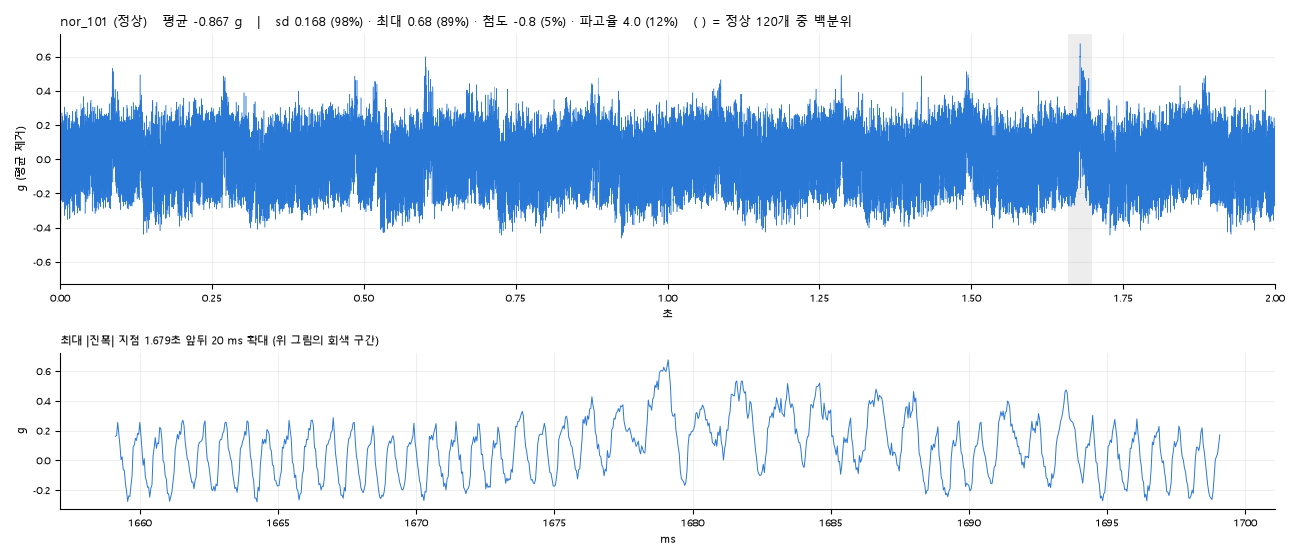 nor_101 (정상) 평균 -0.867 g | sd 0.168 (98%) · 최대 0.68 (89%) · 첨도 -0.8 (5%) · 파고율 4.0 (12%) ( ) = 정상 120개 중 백분위
g (평균 제거)
0.6
0.4
0.2
0.0
-0.2
-0.4
-0.6
0.00 0.25 0.50 0.75 1.00 1.25 1.50 1.75 2.00
초
최대 |진폭| 지점 1.679초 앞뒤 20 ms 확대 (위 그림의 회색 구간)
g
0.6
0.4
0.2
0.0
-0.2
1660 1665 1670 1675 1680 1685 1690 1695 1700
ms